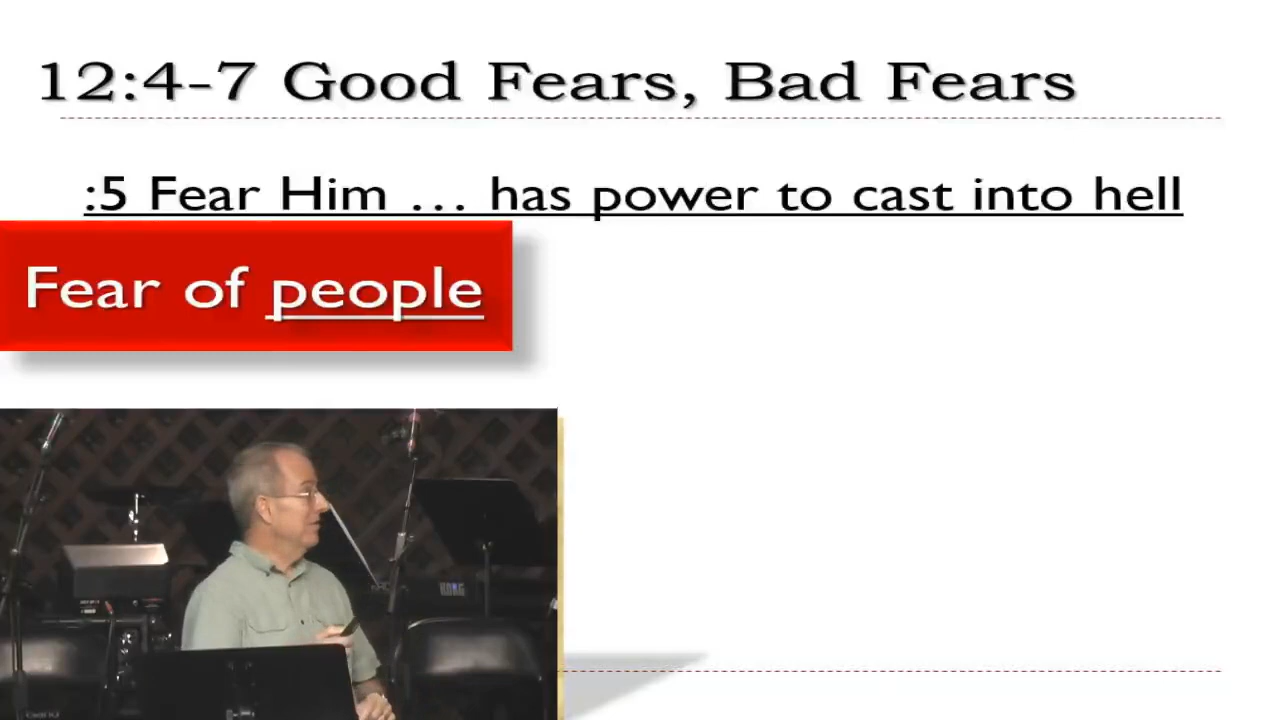 12:4-7 Good Fears, Bad Fears
:5 Fear Him … has power to cast into hell
Fear of people
KORG